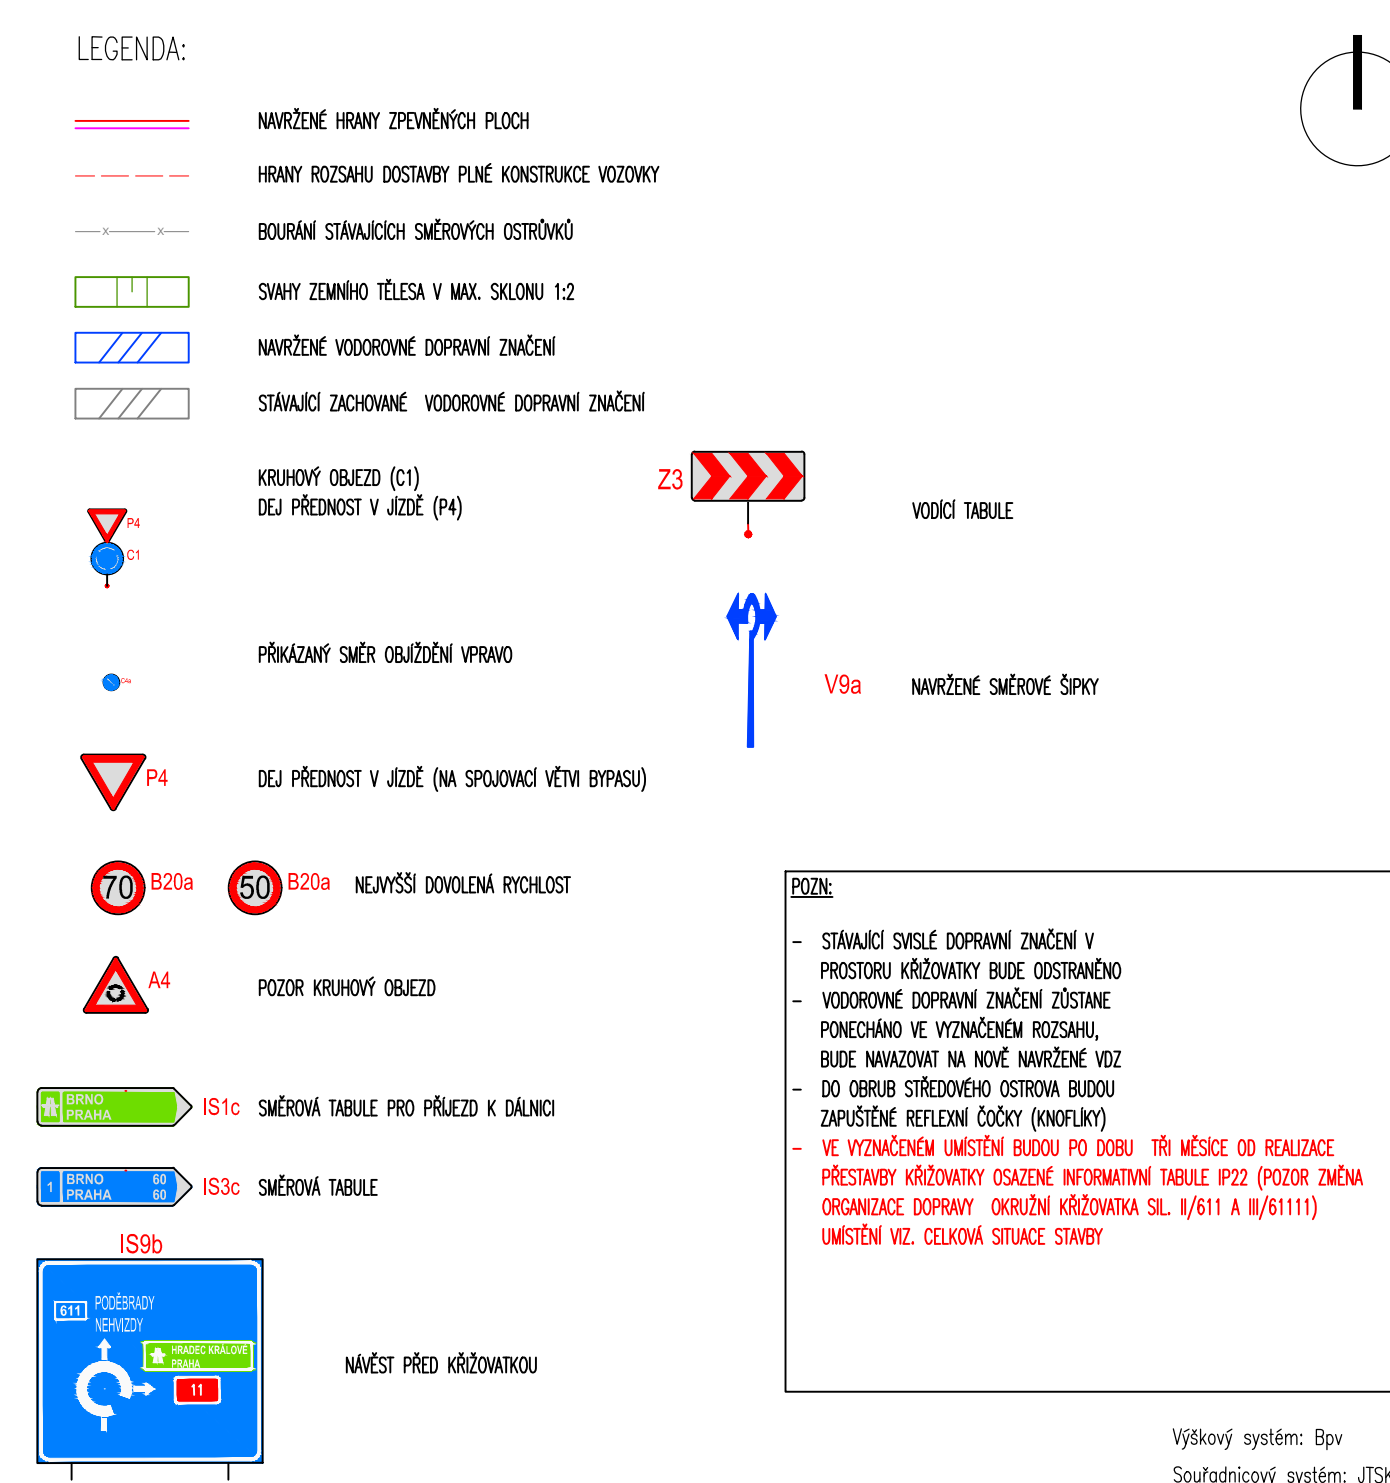 LEGENDA:
NAVRŽENÉ HRANY ZPEVNĚNÝCH PLOCH
HRANY ROZSAHU DOSTAVBY PLNÉ KONSTRUKCE VOZOVKY
x x
BOURÁNÍ STÁVAJÍCÍCH SMĚROVÝCH OSTRŮVKŮ
SVAHY ZEMNÍHO TĚLESA V MAX. SKLONU 1:2
NAVRŽENÉ VODOROVNÉ DOPRAVNÍ ZNAČENÍ
STÁVAJÍCÍ ZACHOVANÉ VODOROVNÉ DOPRAVNÍ ZNAČENÍ
P4
C1
KRUHOVÝ OBJEZD (C1)
DEJ PŘEDNOST V JÍZDĚ (P4)
C4a
PŘIKÁZANÝ SMĚR OBJÍŽDĚNÍ VPRAVO
P4
DEJ PŘEDNOST V JÍZDĚ (NA SPOJOVACÍ VĚTVI BYPASU)
70 B20a
50 B20a
NEJVYŠŠÍ DOVOLENÁ RYCHLOST
A4
POZOR KRUHOVÝ OBJEZD
BRNO
PRAHA
IS1c
SMĚROVÁ TABULE PRO PŘÍJEZD K DÁLNICI
1
BRNO 60
PRAHA 60
IS3c
SMĚROVÁ TABULE
IS9b
611
PODĚBRADY
NEHVIZDY
HRADEC KRÁLOVÉ
PRAHA
11
NÁVĚST PŘED KŘIŽOVATKOU
Z3
VODÍCÍ TABULE
V9a
NAVRŽENÉ SMĚROVÉ ŠIPKY
POZN:
- STÁVAJÍCÍ SVISLÉ DOPRAVNÍ ZNAČENÍ V
PROSTORU KŘIŽOVATKY BUDE ODSTRANĚNO
- VODOROVNÉ DOPRAVNÍ ZNAČENÍ ZŮSTANE
PONECHÁNO VE VYZNAČENÉM ROZSAHU,
BUDE NAVAZOVAT NA NOVĚ NAVRŽENÉ VDZ
- DO OBRUB STŘEDOVÉHO OSTROVA BUDOU
ZAPUŠTĚNÉ REFLEXNÍ ČOČKY (KNOFLÍKY)
- VE VYZNAČENÉM UMÍSTĚNÍ BUDOU PO DOBU TŘI MĚSÍCE OD REALIZACE
PŘESTAVBY KŘIŽOVATKY OSAZENÉ INFORMATIVNÍ TABULE IP22 (POZOR ZMĚNA
ORGANIZACE DOPRAVY OKRUŽNÍ KŘIŽOVATKA SIL. II/611 A III/61111)
UMÍSTĚNÍ VIZ. CELKOVÁ SITUACE STAVBY
Výškový systém: Bpv
Souřadnicový systém: JTSK